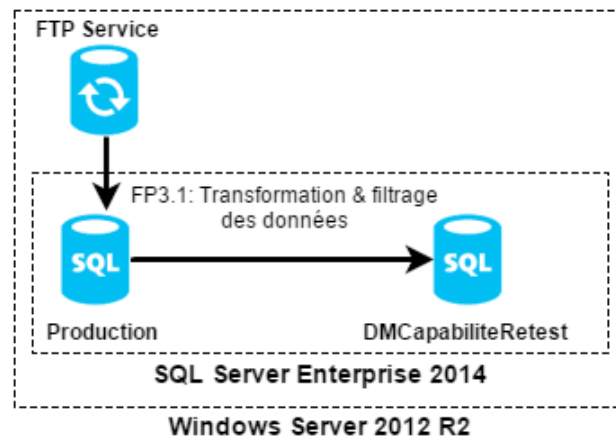 FTP Service
FP3.1: Transformation & filtrage
des données
SQL
SQL
Production
DMCapabiliteRetest
SQL Server Enterprise 2014
Windows Server 2012 R2